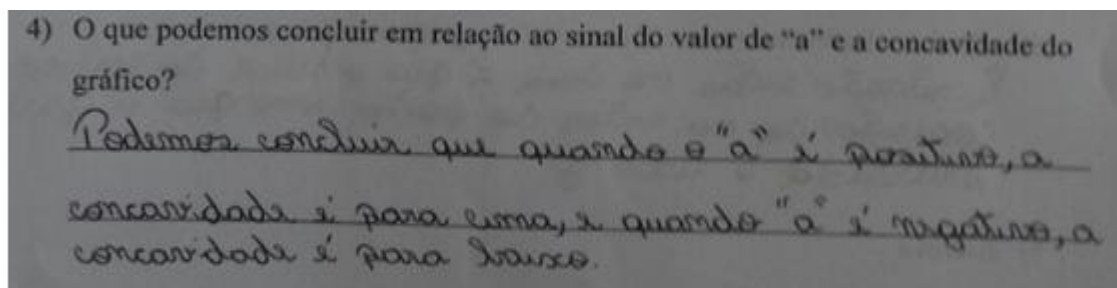 4) O que podemos concluir em relação ao sinal do valor de “a” e a concavidade do
gráfico?
Podemos concluir que quando o "a" é positivo, a
concavidade é para cima, e quando "a" é negativo, a
concavidade é para baixo.